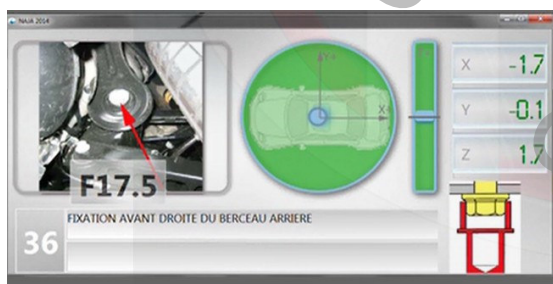 NAJA 2014
Y+
X+
X -1.7
Y -0.1
Z 1.7
F17.5
FIXATION AVANT DROITE DU BERCEAU ARRIERE
36